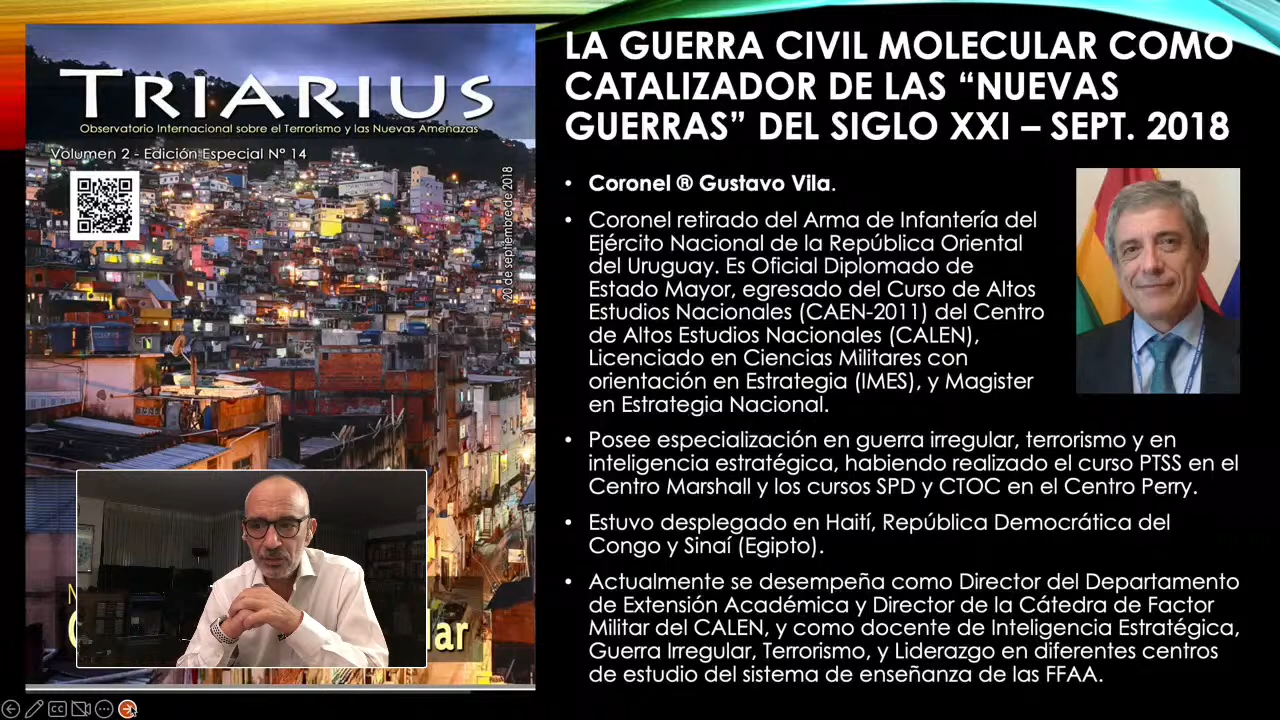 TRIARIUS
Observatorio Internacional sobre el Terrorismo y las Nuevas Amenazas
Volumen 2 - Edición Especial N° 14
20 de septiembre de 2018
LA GUERRA CIVIL MOLECULAR COMO
CATALIZADOR DE LAS “NUEVAS
GUERRAS” DEL SIGLO XXI – SEPT. 2018
• Coronel ® Gustavo Vila.
• Coronel retirado del Arma de Infantería del
Ejército Nacional de la República Oriental
del Uruguay. Es Oficial Diplomado de
Estado Mayor, egresado del Curso de Altos
Estudios Nacionales (CAEN-2011) del Centro
de Altos Estudios Nacionales (CALEN),
Licenciado en Ciencias Militares con
orientación en Estrategia (IMES), y Magister
en Estrategia Nacional.
• Posee especialización en guerra irregular, terrorismo y en
inteligencia estratégica, habiendo realizado el curso PTSS en el
Centro Marshall y los cursos SPD y CTOC en el Centro Perry.
• Estuvo desplegado en Haití, República Democrática del
Congo y Sinaí (Egipto).
• Actualmente se desempeña como Director del Departamento
de Extensión Académica y Director de la Cátedra de Factor
Militar del CALEN, y como docente de Inteligencia Estratégica,
Guerra Irregular, Terrorismo, y Liderazgo en diferentes centros
de estudio del sistema de enseñanza de las FFAA.
CC